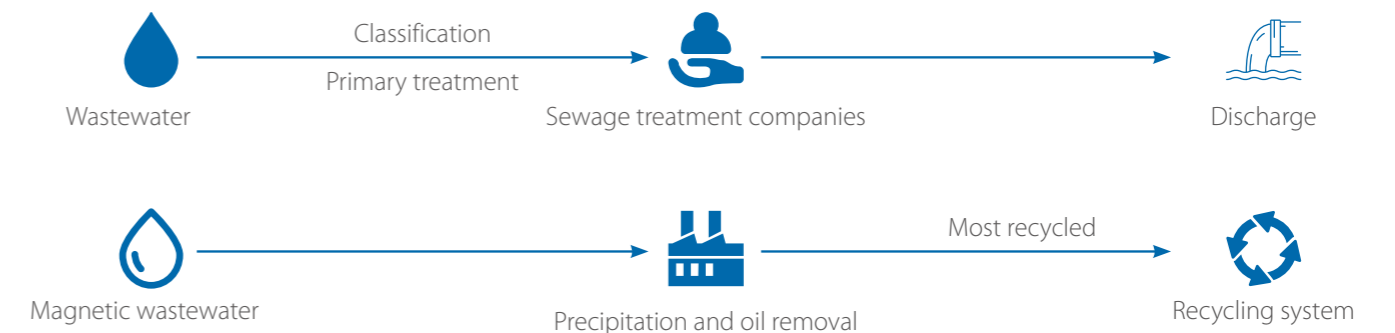 Classification
Primary treatment
Wastewater
Sewage treatment companies
Discharge
Most recycled
Magnetic wastewater
Precipitation and oil removal
Recycling system